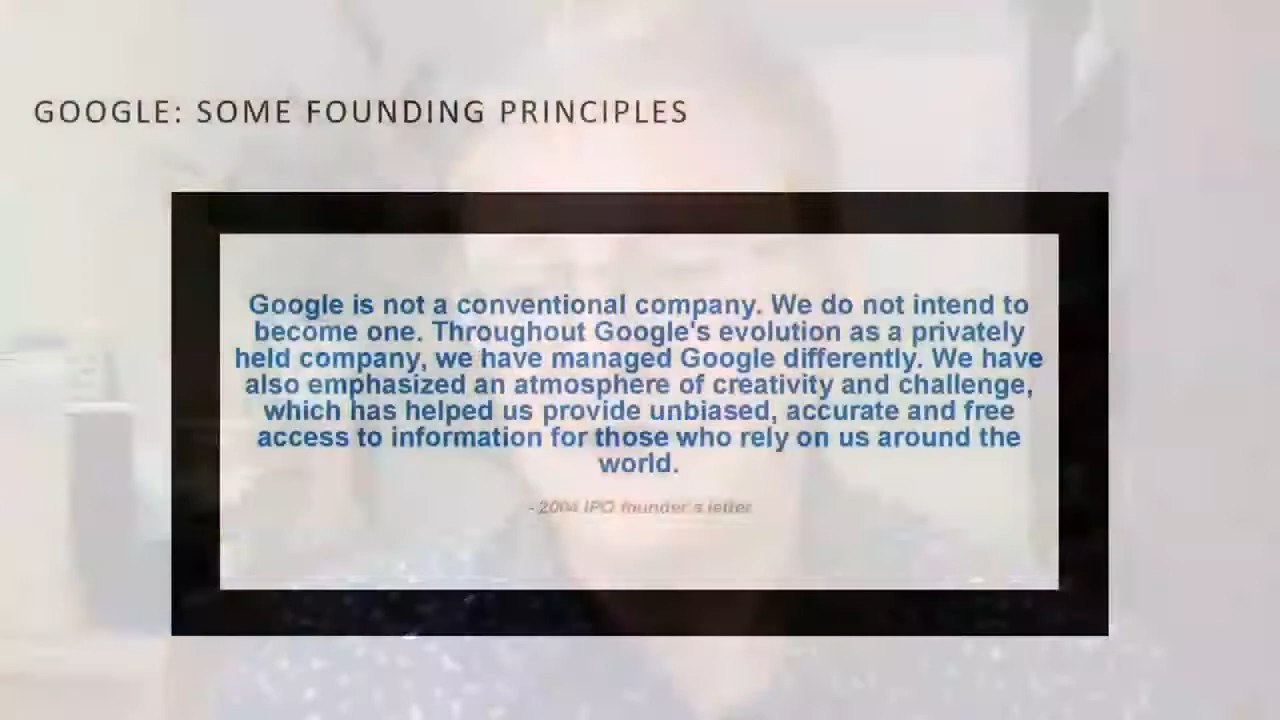 GOOGLE: SOME FOUNDING PRINCIPLES
Google is not a conventional company. We do not intend to
become one. Throughout Google's evolution as a privately
held company, we have managed Google differently. We have
also emphasized an atmosphere of creativity and challenge,
which has helped us provide unbiased, accurate and free
access to information for those who rely on us around the
world.
- 2004 IPO founder's letter